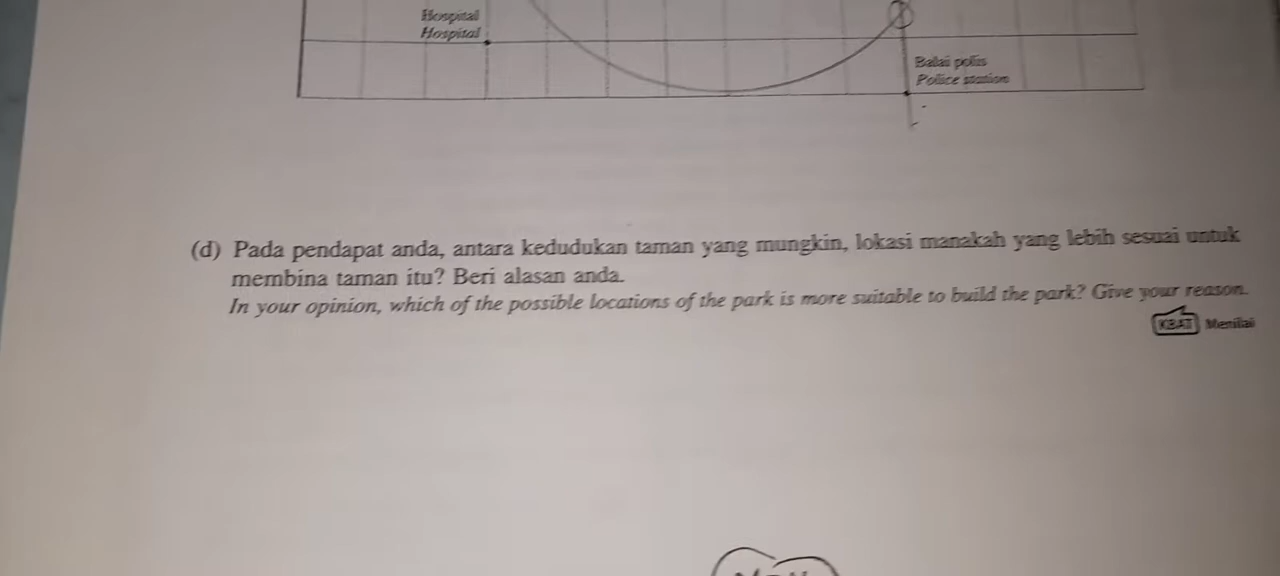 Hospital
Hospital
Balai polis
Police station
(d) Pada pendapat anda, antara kedudukan taman yang mungkin, lokasi manakah yang lebih sesuai untuk
membina taman itu? Beri alasan anda.
In your opinion, which of the possible locations of the park is more suitable to build the park? Give your reason.
KBAT Menilai